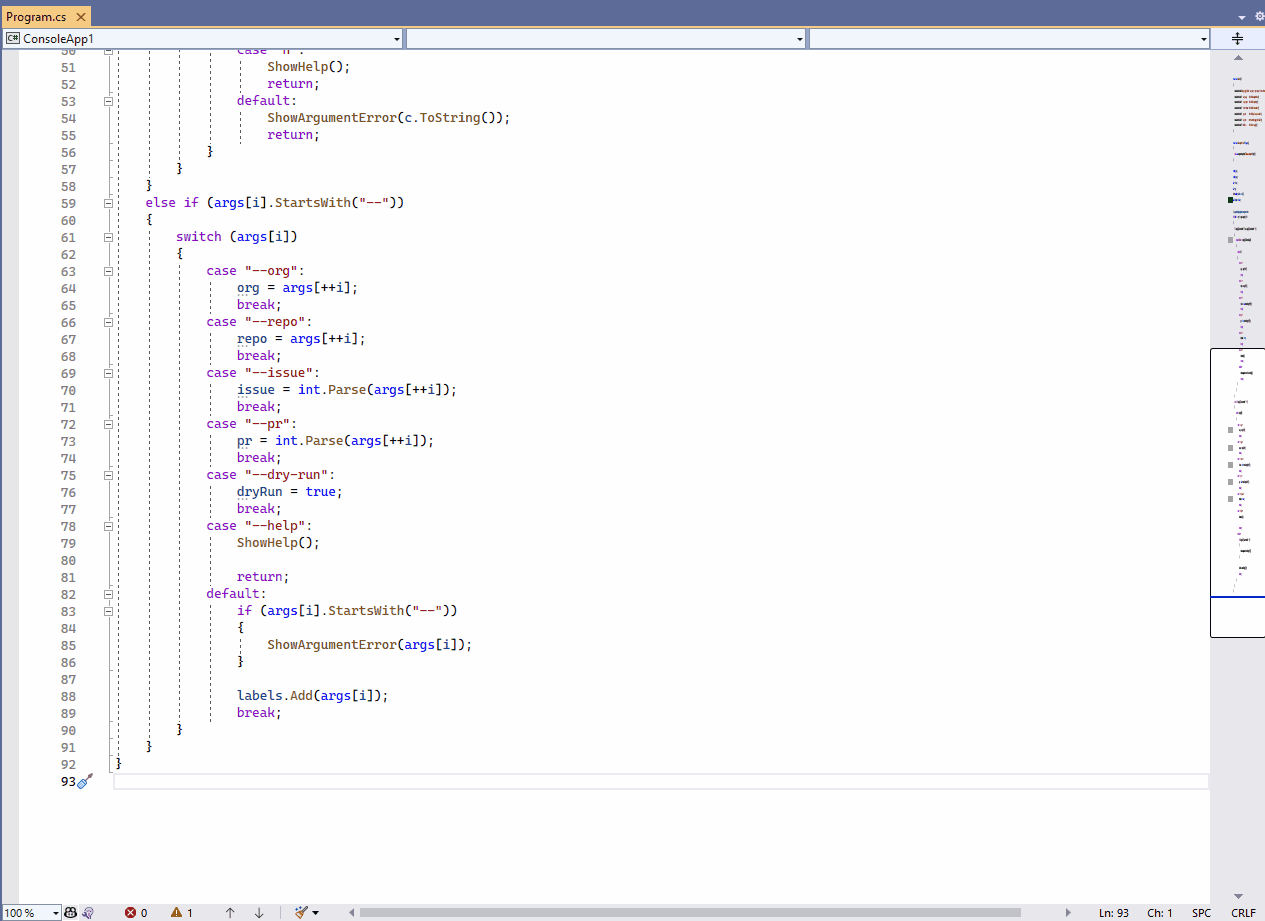 Program.cs
C# ConsoleApp1
50 case 'h':
51 ShowHelp();
52 return;
53 default:
54 ShowArgumentError(c.ToString());
55 return;
56 }
57 }
58 }
59 else if (args[i].StartsWith("--"))
60 {
61 switch (args[i])
62 {
63 case "--org":
64 org = args[++i];
65 break;
66 case "--repo":
67 repo = args[++i];
68 break;
69 case "--issue":
70 issue = int.Parse(args[++i]);
71 break;
72 case "--pr":
73 pr = int.Parse(args[++i]);
74 break;
75 case "--dry-run":
76 dryRun = true;
77 break;
78 case "--help":
79 ShowHelp();
80
81 return;
82 default:
83 if (args[i].StartsWith("--"))
84 {
85 ShowArgumentError(args[i]);
86 }
87
88 labels.Add(args[i]);
89 break;
90 }
91 }
92 }
93
100 % 0 1 Ln: 93 Ch: 1 SPC CRLF